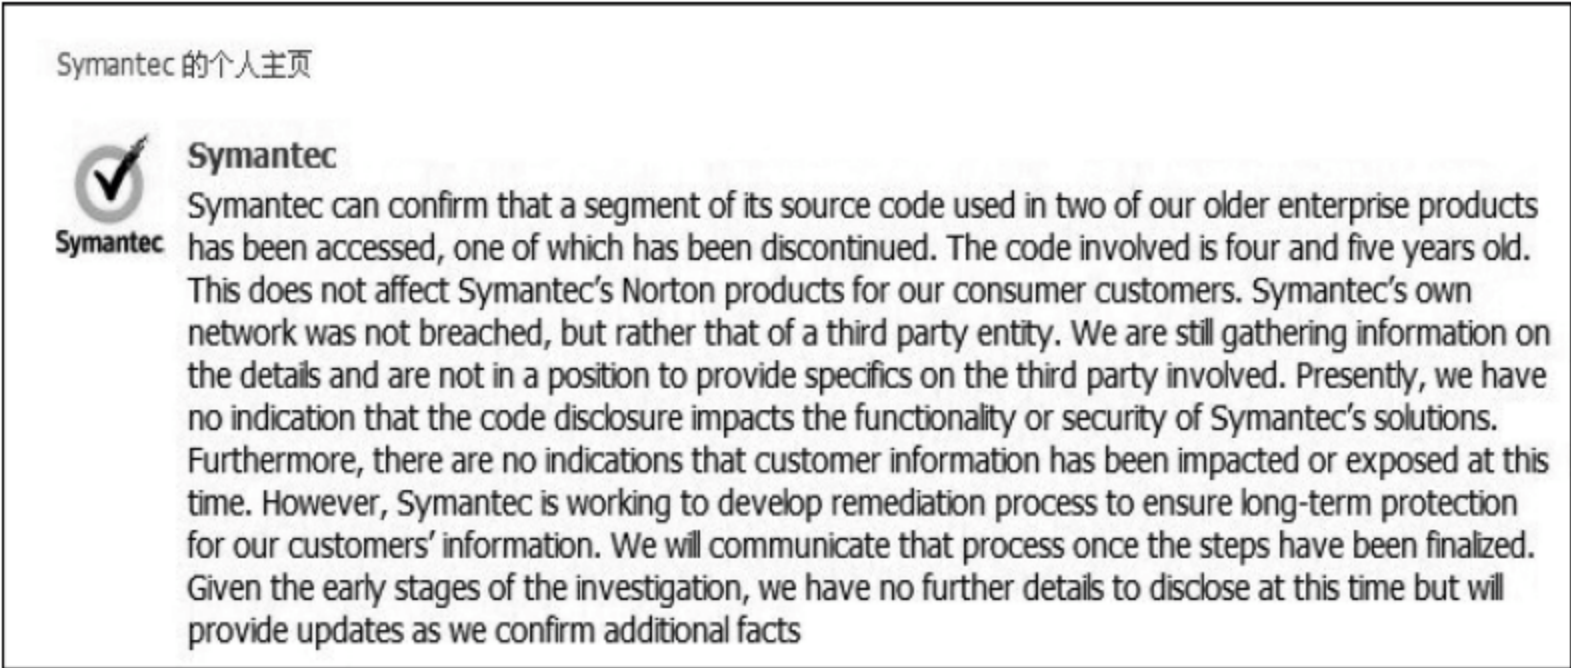 Symantec 的个人主页
Symantec
Symantec can confirm that a segment of its source code used in two of our older enterprise products
has been accessed, one of which has been discontinued. The code involved is four and five years old.
This does not affect Symantec’s Norton products for our consumer customers. Symantec’s own
network was not breached, but rather that of a third party entity. We are still gathering information on
the details and are not in a position to provide specifics on the third party involved. Presently, we have
no indication that the code disclosure impacts the functionality or security of Symantec’s solutions.
Furthermore, there are no indications that customer information has been impacted or exposed at this
time. However, Symantec is working to develop remediation process to ensure long-term protection
for our customers’ information. We will communicate that process once the steps have been finalized.
Given the early stages of the investigation, we have no further details to disclose at this time but will
provide updates as we confirm additional facts
Symantec